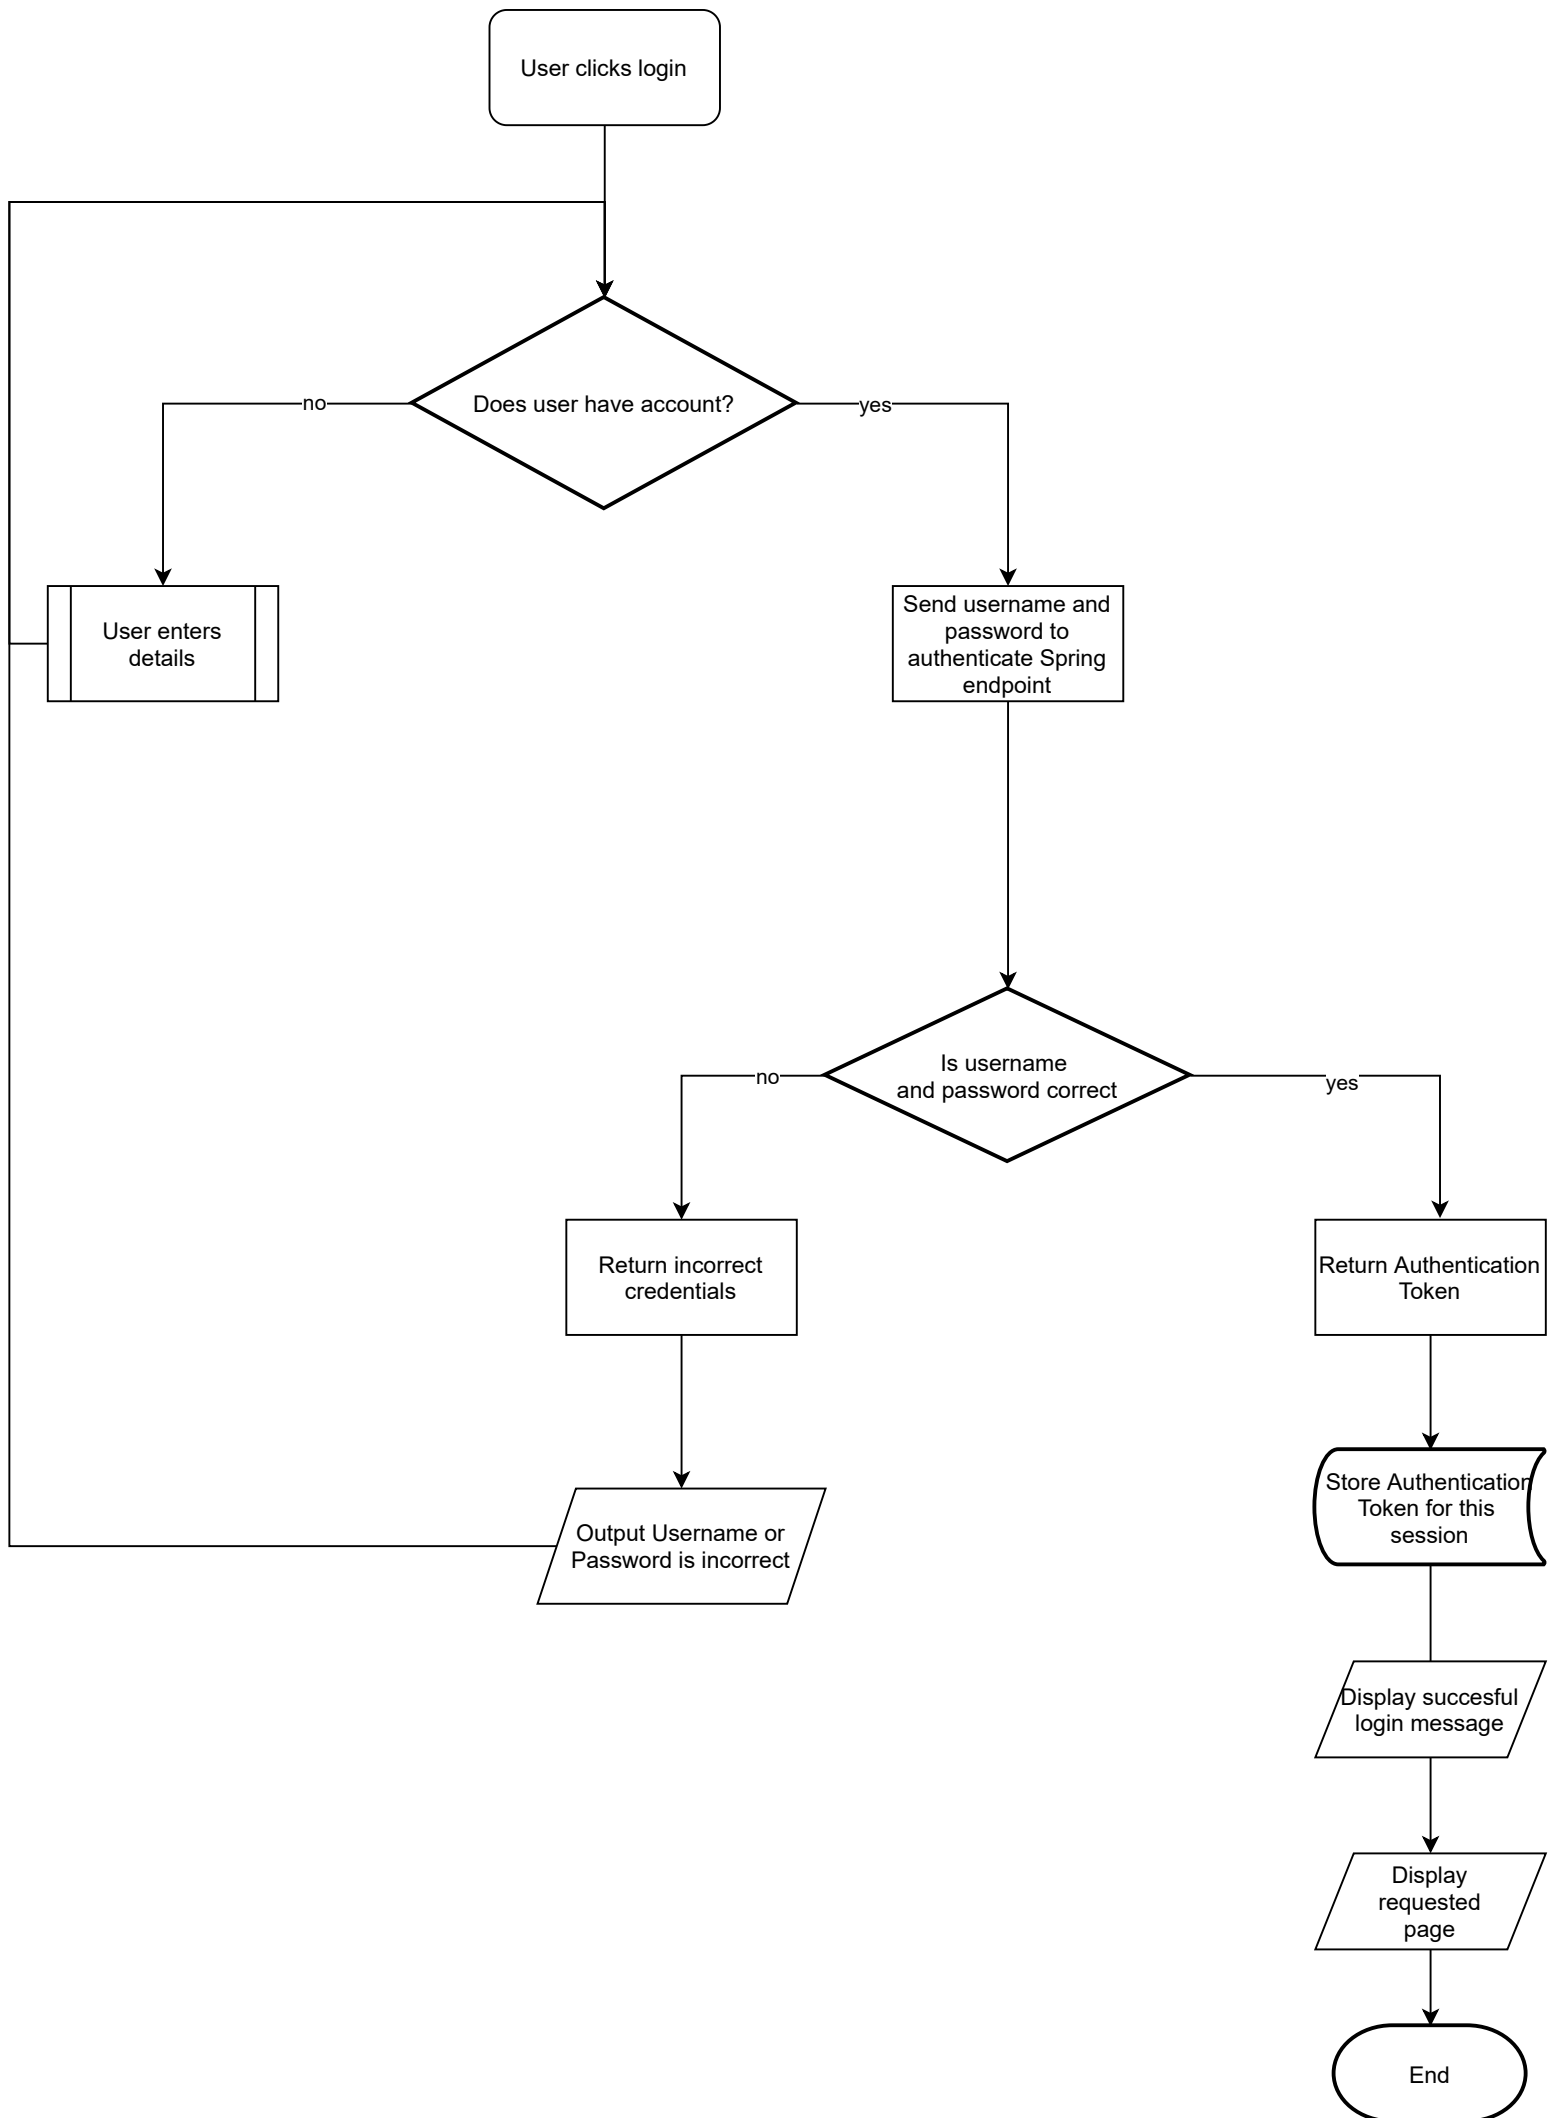 User clicks login
Does user have account?
no
yes
User enters
details
Send username and
password to
authenticate Spring
endpoint
Is username
and password correct
no
yes
Return incorrect
credentials
Return Authentication
Token
Output Username or
Password is incorrect
Store Authentication
Token for this
session
Display succesful
login message
Display
requested
page
End